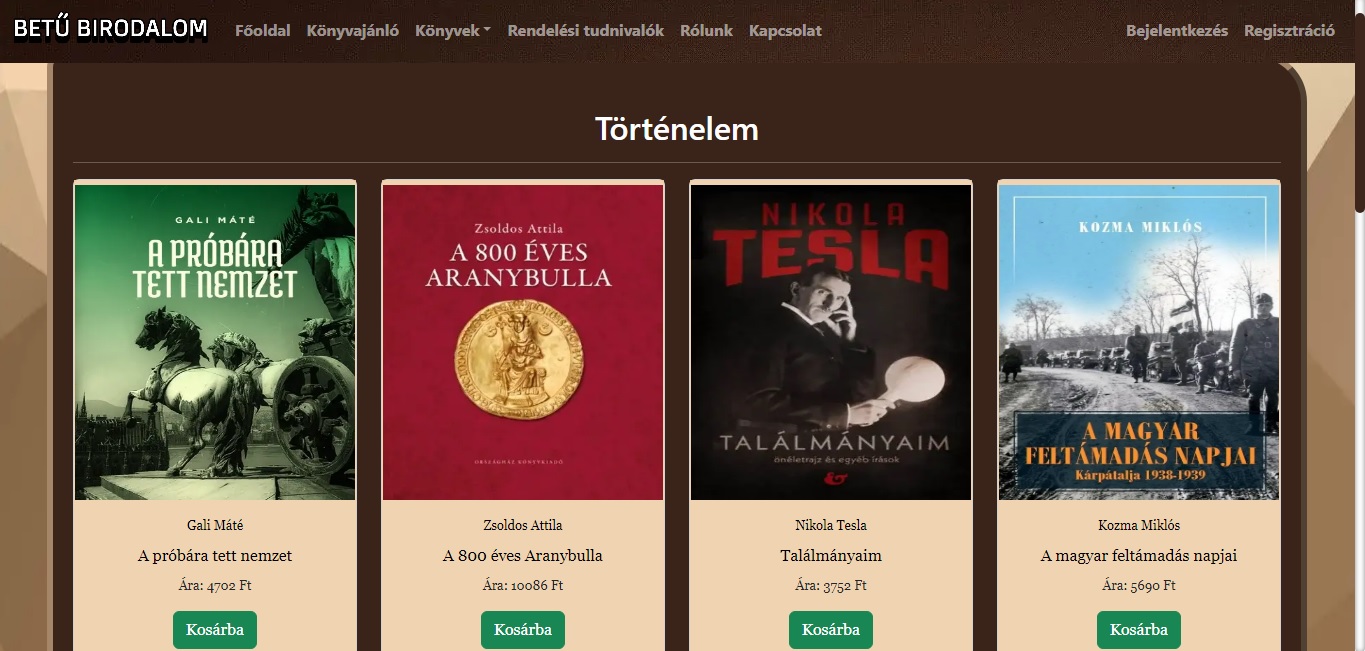 BETŰ BIRODALOM Főoldal Könyvajánló Könyvek Rendelési tudnivalók Rólunk Kapcsolat Bejelentkezés Regisztráció
Történelem
GALI MÁTÉ
A PRÓBÁRA
TETT NEMZET
Zsoldos Attila
A 800 ÉVES
ARANYBULLA
ORSZÁGHÁZ KÖNYVKIADÓ
NIKOLA
TESLA
TALÁLMÁNYAIM
önéletrajz és egyéb írások
KOZMA MIKLÓS
A MAGYAR
FELTÁMADÁS NAPJAI
Kárpátalja 1938-1939
Gali Máté
A próbára tett nemzet
Ára: 4702 Ft
Kosárba
Zsoldos Attila
A 800 éves Aranybulla
Ára: 10086 Ft
Kosárba
Nikola Tesla
Találmányaim
Ára: 3752 Ft
Kosárba
Kozma Miklós
A magyar feltámadás napjai
Ára: 5690 Ft
Kosárba